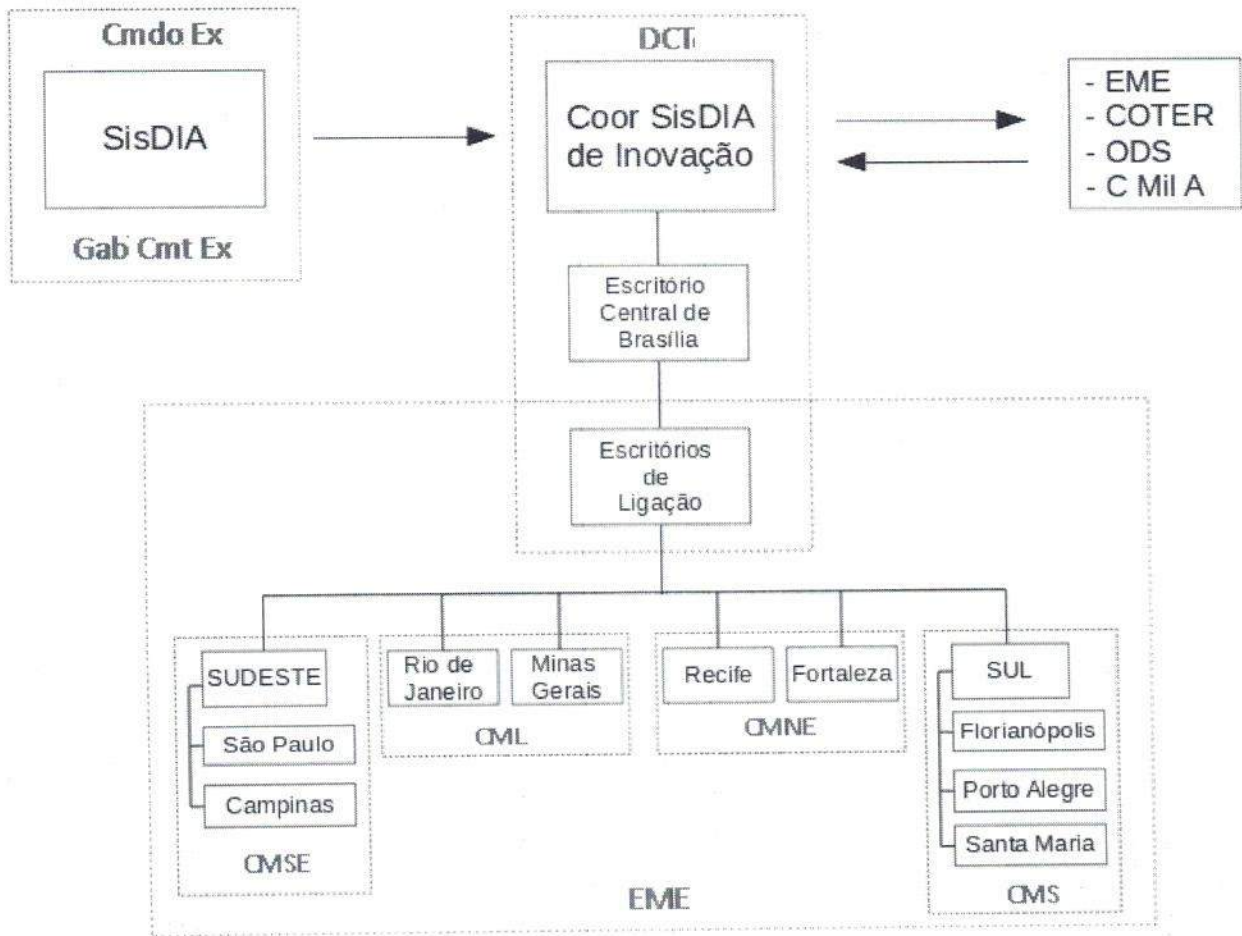 Cmdo Ex
SisDIA
Gab Cmt Ex
DCT
Coor SisDIA
de Inovação
- EME
- COTER
- ODS
- C Mil A
Escritório
Central de
Brasília
Escritórios
de
Ligação
SUDESTE
São Paulo
Campinas
CMSE
Rio de
Janeiro
Minas
Gerais
CML
Recife
Fortaleza
CMNE
SUL
Florianópolis
Porto Alegre
Santa Maria
CMS
EME